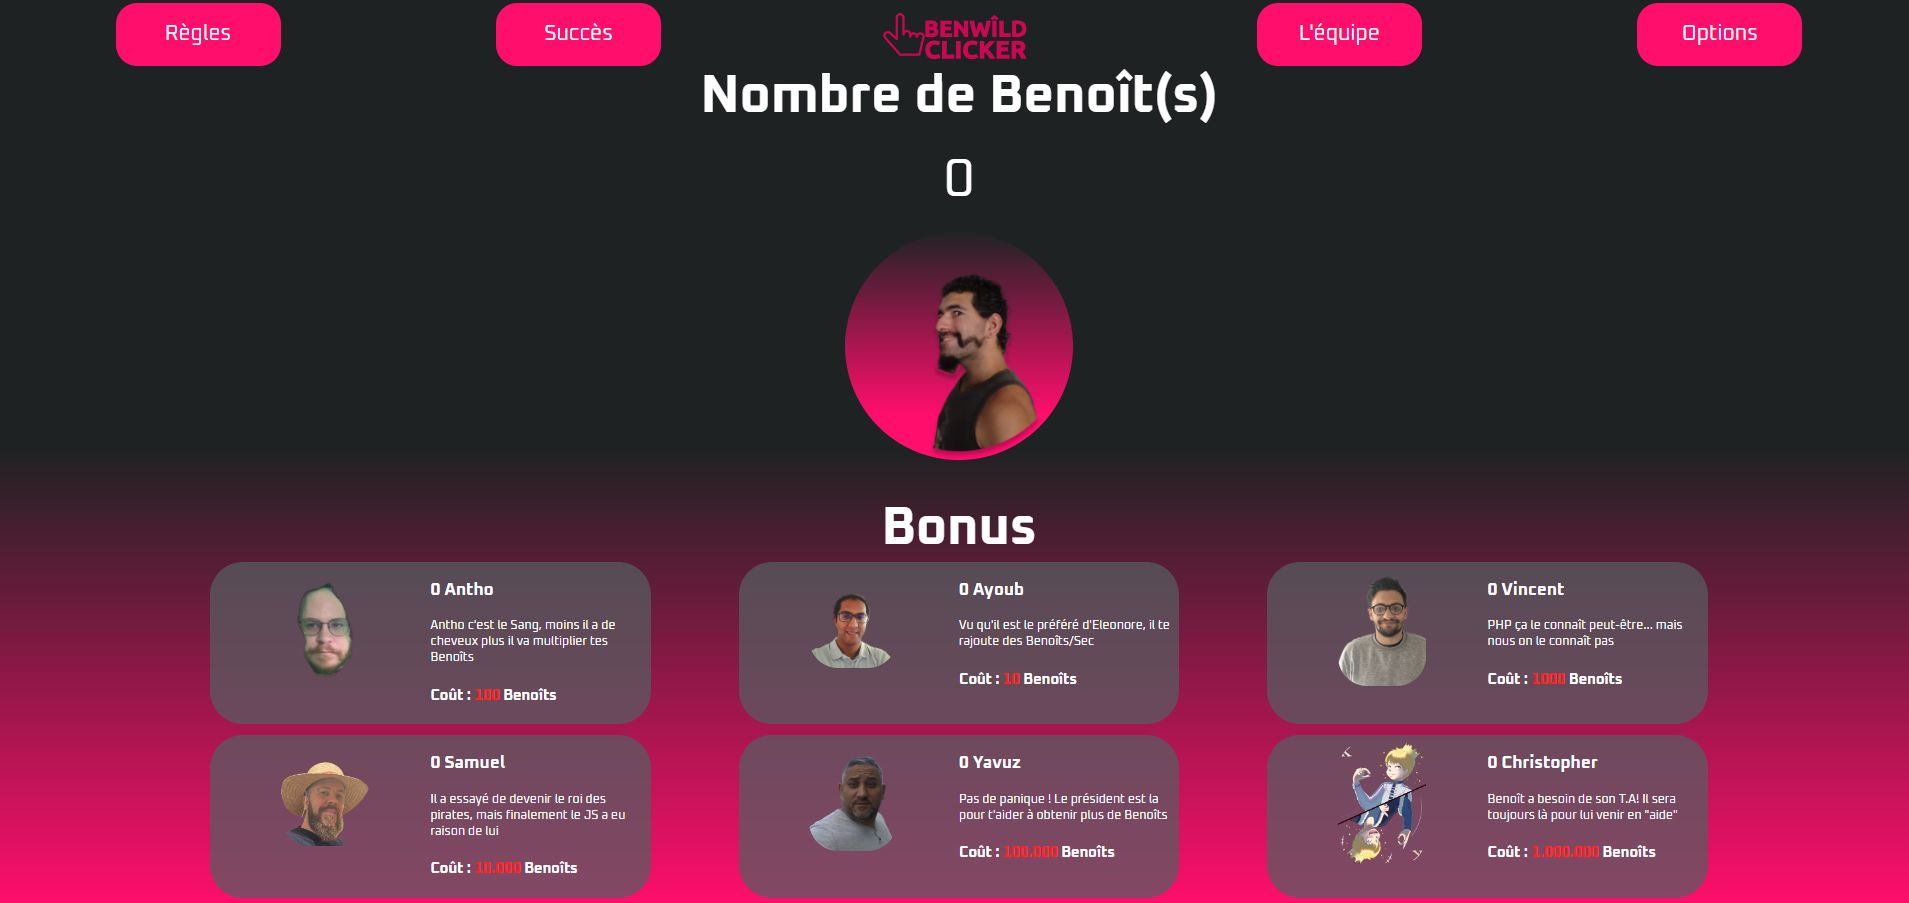 Règles
Succès
BENWÎLD
CLICKER
L'équipe
Options
Nombre de Benoît(s)
0
Bonus
0 Antho
Antho c'est le Sang, moins il a de
cheveux plus il va multiplier tes
Benoîts
Coût : 100 Benoîts
0 Ayoub
Vu qu'il est le préféré d'Eleonore, il te
rajoute des Benoîts/Sec
Coût : 10 Benoîts
0 Vincent
PHP ça le connaît peut-être... mais
nous on le connaît pas
Coût : 1000 Benoîts
0 Samuel
Il a essayé de devenir le roi des
pirates, mais finalement le JS a eu
raison de lui
Coût : 10.000 Benoîts
0 Yavuz
Pas de panique ! Le président est la
pour t'aider à obtenir plus de Benoîts
Coût : 100.000 Benoîts
K
Y
0 Christopher
Benoît a besoin de son T.A! Il sera
toujours là pour lui venir en "aide"
Coût : 1.000.000 Benoîts